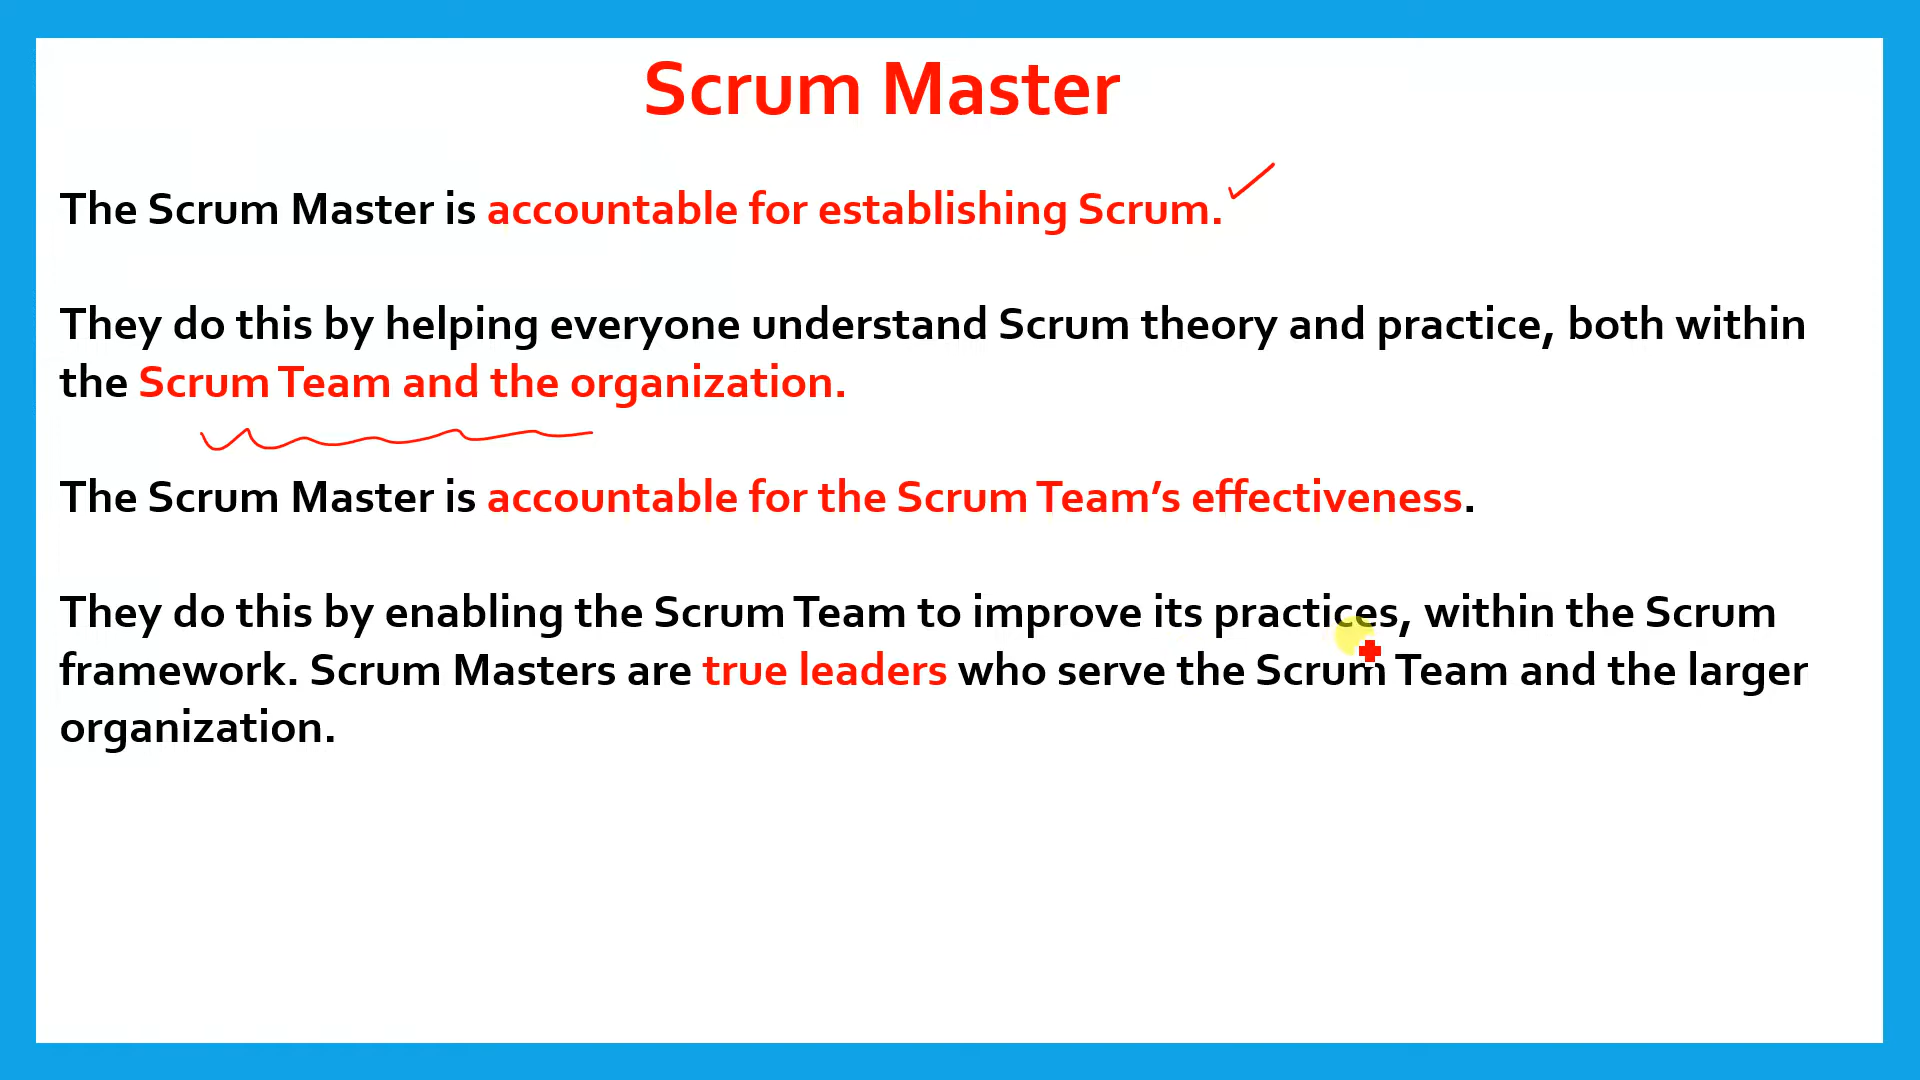 Scrum Master
The Scrum Master is accountable for establishing Scrum.
They do this by helping everyone understand Scrum theory and practice, both within
the Scrum Team and the organization.
The Scrum Master is accountable for the Scrum Team’s effectiveness.
They do this by enabling the Scrum Team to improve its practices, within the Scrum
framework. Scrum Masters are true leaders who serve the Scrum Team and the larger
organization.